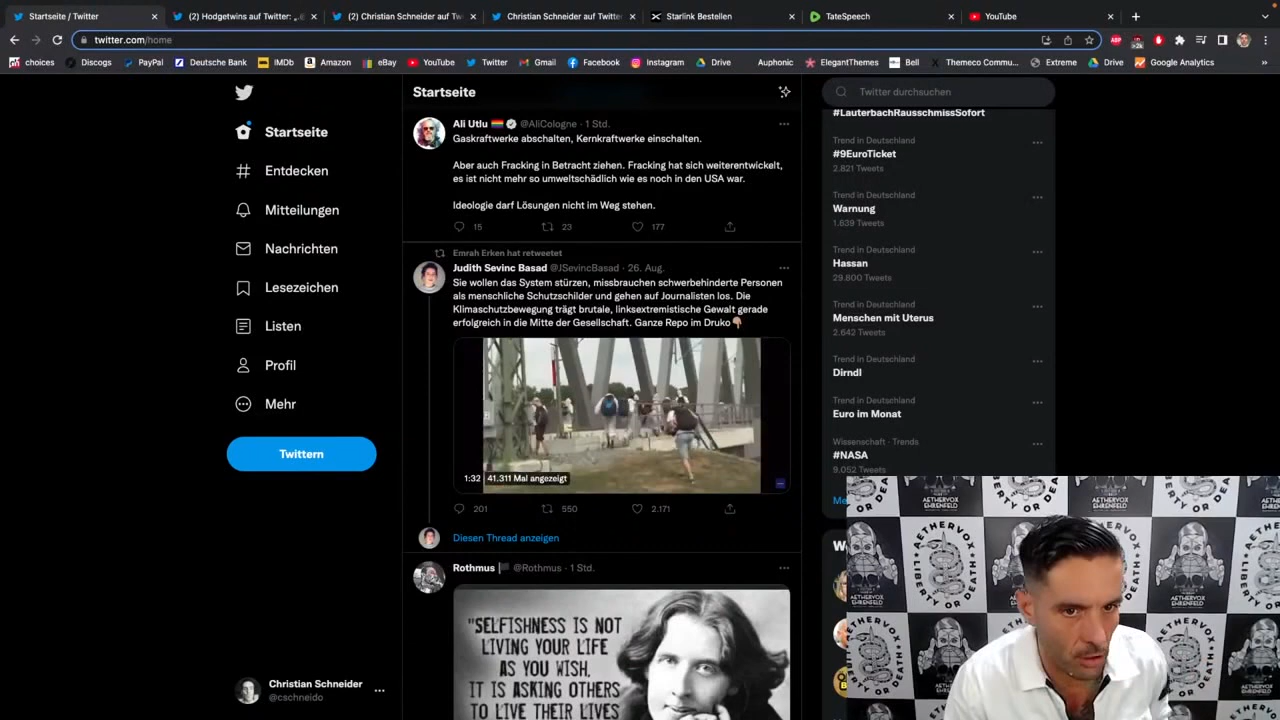 Startseite / Twitter
(2) Hodgetwins auf Twitter: „
(2) Christian Schneider auf Tw
Christian Schneider auf Twitte
Starlink Bestellen
TateSpeech
YouTube
twitter.com/home
choices
Discogs
PayPal
Deutsche Bank
IMDb
Amazon
eBay
YouTube
Twitter
Gmail
Facebook
Instagram
Drive
Auphonic
ElegantThemes
Bell
Themeco Commu...
Extreme
Drive
Google Analytics
Startseite
Entdecken
Mitteilungen
Nachrichten
Lesezeichen
Listen
Profil
Mehr
Twittern
Christian Schneider
@cschneido
Startseite
Ali Utlu @AliCologne · 1 Std.
Gaskraftwerke abschalten, Kernkraftwerke einschalten.
Aber auch Fracking in Betracht ziehen. Fracking hat sich weiterentwickelt,
es ist nicht mehr so umweltschädlich wie es noch in den USA war.
Ideologie darf Lösungen nicht im Weg stehen.
15 23 177
Emrah Erken hat retweetet
Judith Sevinc Basad @JSevincBasad · 26. Aug.
Sie wollen das System stürzen, missbrauchen schwerbehinderte Personen
als menschliche Schutzschilder und gehen auf Journalisten los. Die
Klimaschutzbewegung trägt brutale, linksextremistische Gewalt gerade
erfolgreich in die Mitte der Gesellschaft. Ganze Repo im Druko
1:32 41.311 Mal angezeigt
201 550 2.171
Diesen Thread anzeigen
Rothmus @Rothmus · 1 Std.
"SELFISHNESS IS NOT
LIVING YOUR LIFE
AS YOU WISH,
IT IS ASKING OTHERS
TO LIVE THEIR LIVES
Twitter durchsuchen
#LauterbachRausschmissSofort
Trend in Deutschland
#9EuroTicket
2.821 Tweets
Trend in Deutschland
Warnung
1.639 Tweets
Trend in Deutschland
Hassan
29.800 Tweets
Trend in Deutschland
Menschen mit Uterus
2.642 Tweets
Trend in Deutschland
Dirndl
Trend in Deutschland
Euro im Monat
Wissenschaft · Trends
#NASA
9.052 Tweets
Me
W
AETHERVOX
EHRENFELD
AETHERVOX
LIBERTY OR DEATH